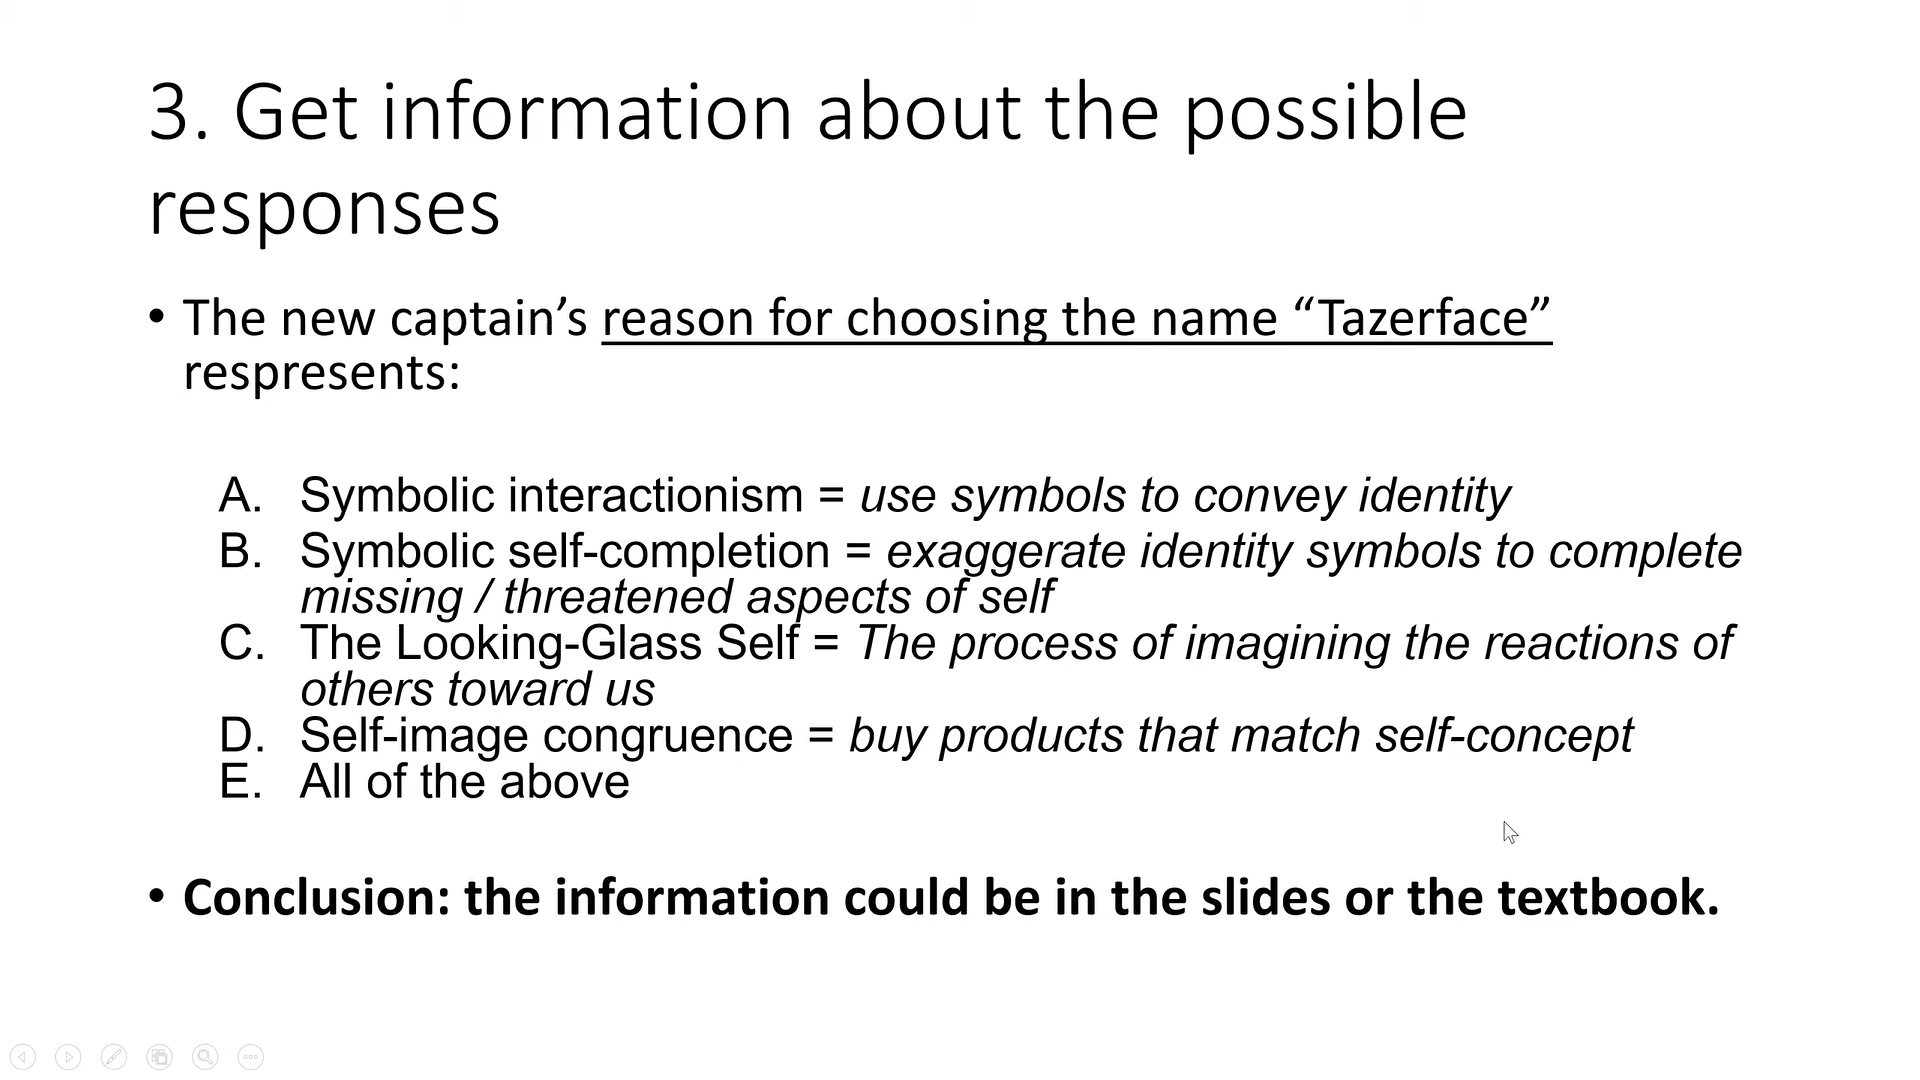 3. Get information about the possible
responses
• The new captain’s reason for choosing the name “Tazerface”
respresents:
A. Symbolic interactionism = use symbols to convey identity
B. Symbolic self-completion = exaggerate identity symbols to complete
missing / threatened aspects of self
C. The Looking-Glass Self = The process of imagining the reactions of
others toward us
D. Self-image congruence = buy products that match self-concept
E. All of the above
• Conclusion: the information could be in the slides or the textbook.